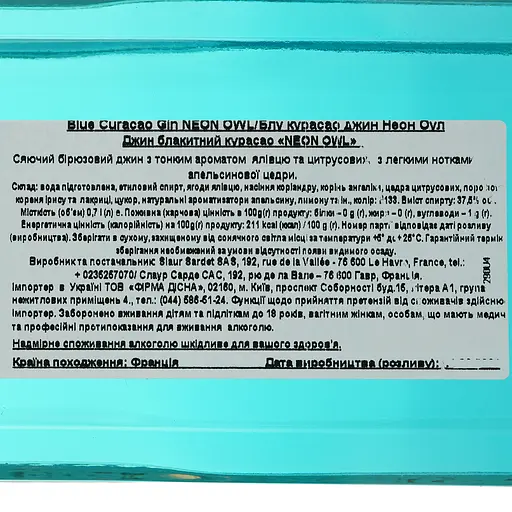 Blue Curacao Gin NEON OWL/Блу курасао джин Неон Оул
Джин блакитний курасао «NEON OWL»
Сяючий бірюзовий джин з тонким ароматом ялівцю та цитрусових, з легкими нотками
апельсинової цедри.
Склад: вода підготовлена, етиловий спирт, ягоди ялівцю, насіння коріандру, корінь ангеліки, цедра цитрусових,
кореня ірису та лакриці, цукор, натуральні ароматизатори апельсину, лимону та колір: Вміст спирту: 37,5%
Місткість (об'єм) 0,7 l (л) e. Поживна (харчова) цінність в 100g(г) продукту: білки – 0 g (г), жири – 0 (г), вуглеводи – 1 g (г).
Енергетична цінність (калорійність) на 100g(г) продукту: 211 kcal (ккал) / 100 g (г). Номер партії відповідає даті розливу
(виробництва). Зберігати в сухому, захищеному від сонячного світла місці за температури +5° до + 25° С. Гарантійний термін
зберігання необмежений за умови відсутності появи видимого осаду.
Виробник та постачальник: Slaur Sardet SAS, 192, rue de la Vallée - 76 600 Le Havre, France, tel.:
+ 0235257070/ Слаур Сарде САС, 192, рю де ла Вале – 76 600 Гавр, Франція.
Імпортер в Україні ТОВ «ФІРМА ДІСНА», 02160, м. Київ, проспект Соборності буд.15, літера А1, групи
нежитлових приміщень 4., тел.: (044) 586-51-24. Функції щодо прийняття претензій від споживачів здійснює
імпортер. Заборонено вживання дітям та підліткам до 18 років, вагітним жінкам, особам, що мають медичні
та професійні протипоказання для вживання алкоголю.
Надмірне споживання алкоголю шкідливе для вашого здоров'я.
Країна походження: Франція Дата виробництва (розливу):